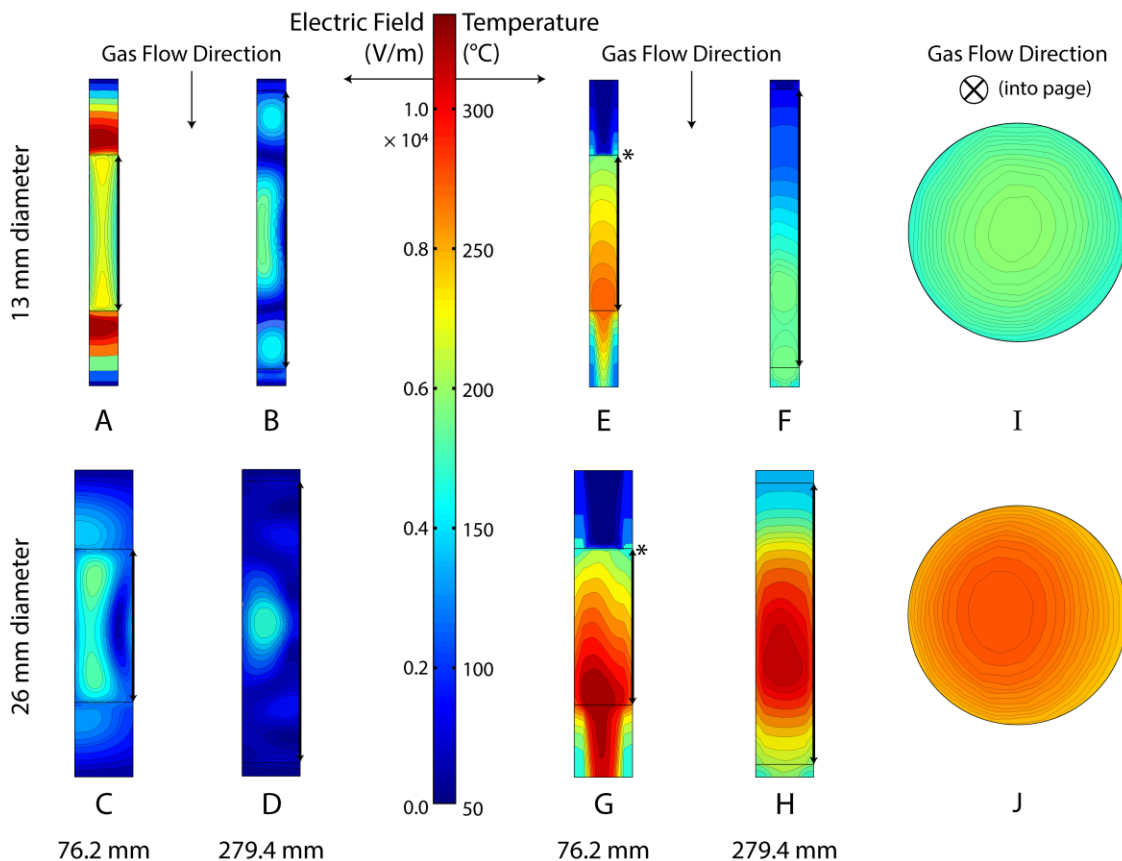 Electric Field
(V/m)
Temperature
(°C)
Gas Flow Direction
Gas Flow Direction
Gas Flow Direction
(into page)
1.0
× 10⁴
0.8
0.6
0.4
0.2
0.0
300
250
200
150
100
50
13 mm diameter
*
A
B
E
F
I
26 mm diameter
*
C
D
G
H
J
76.2 mm
279.4 mm
76.2 mm
279.4 mm